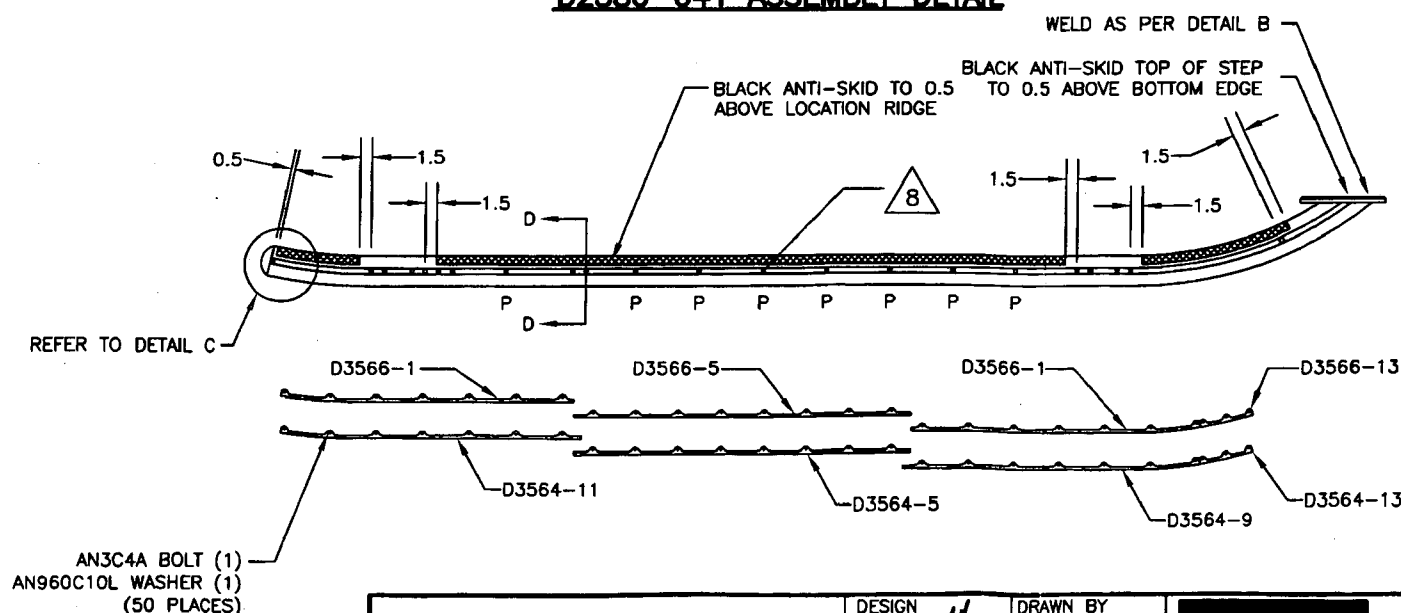 WELD AS PER DETAIL B
BLACK ANTI-SKID TOP OF STEP
TO 0.5 ABOVE BOTTOM EDGE
BLACK ANTI-SKID TO 0.5
ABOVE LOCATION RIDGE
0.5
1.5
1.5
1.5
1.5
1.5
8
D
D
P P P P P P P P
REFER TO DETAIL C
D3566-1
D3566-5
D3566-1
D3566-13
D3564-11
D3564-5
D3564-9
D3564-13
AN3C4A BOLT (1)
AN960C10L WASHER (1)
(50 PLACES)
DESIGN
DRAWN BY